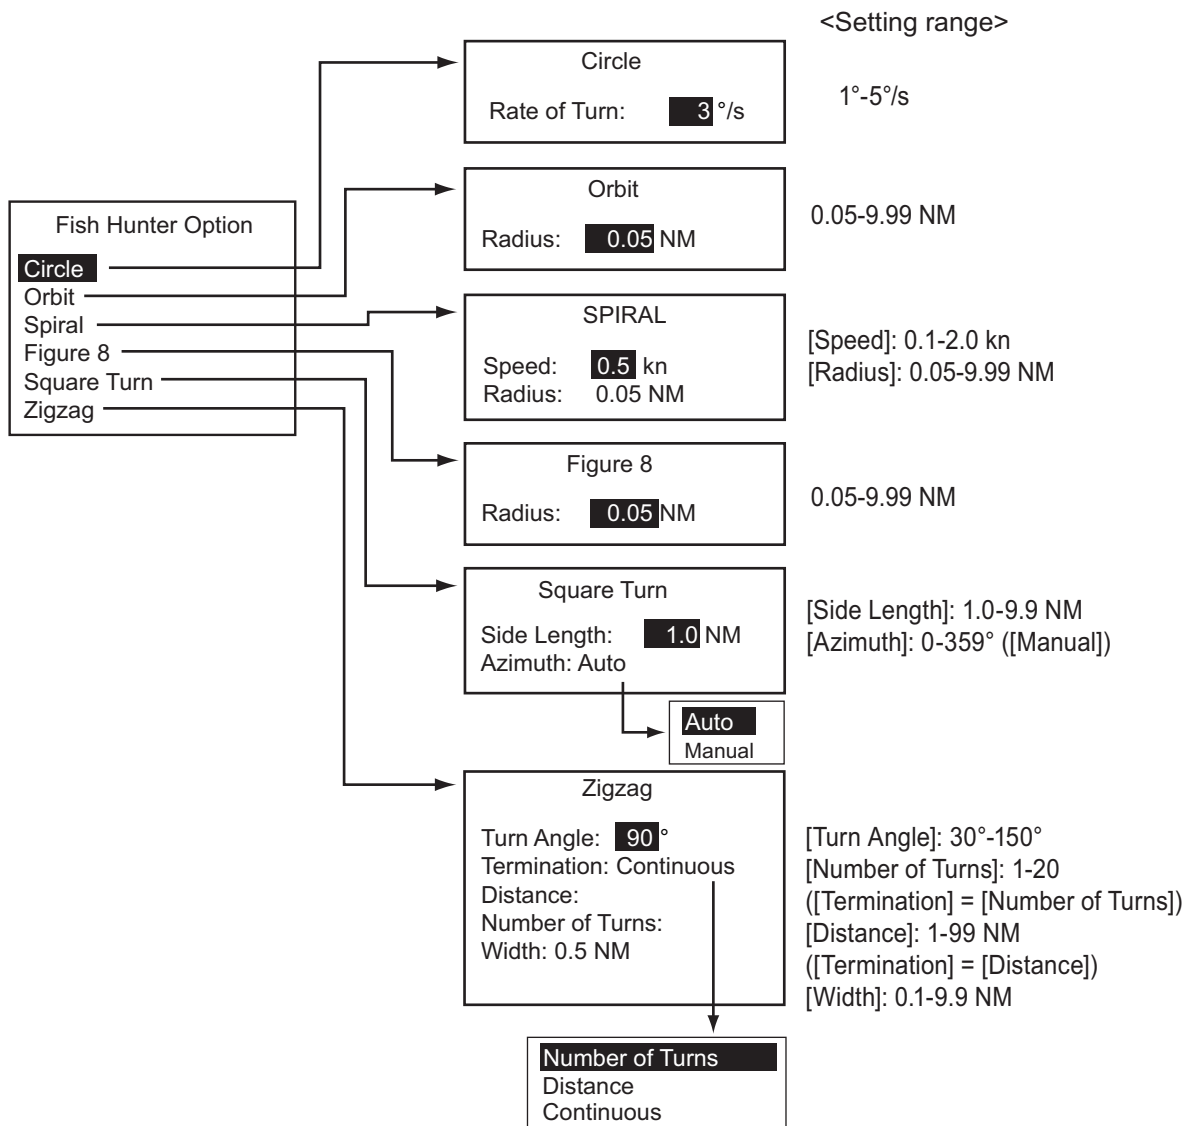 <Setting range>
Circle
Rate of Turn: 3 °/s
1°-5°/s
Orbit
Radius: 0.05 NM
0.05-9.99 NM
Fish Hunter Option
Circle
Orbit
Spiral
Figure 8
Square Turn
Zigzag
SPIRAL
Speed: 0.5 kn
Radius: 0.05 NM
[Speed]: 0.1-2.0 kn
[Radius]: 0.05-9.99 NM
Figure 8
Radius: 0.05 NM
0.05-9.99 NM
Square Turn
Side Length: 1.0 NM
Azimuth: Auto
[Side Length]: 1.0-9.9 NM
[Azimuth]: 0-359° ([Manual])
Auto
Manual
Zigzag
Turn Angle: 90 °
Termination: Continuous
Distance:
Number of Turns:
Width: 0.5 NM
[Turn Angle]: 30°-150°
[Number of Turns]: 1-20
([Termination] = [Number of Turns])
[Distance]: 1-99 NM
([Termination] = [Distance])
[Width]: 0.1-9.9 NM
Number of Turns
Distance
Continuous